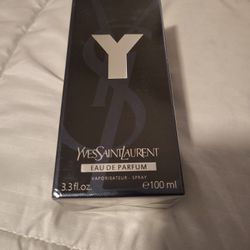 Y
YVESSAINTLAURENT
EAU DE PARFUM
VAPORISATEUR - SPRAY
3.3 fl.oz. e 100 ml